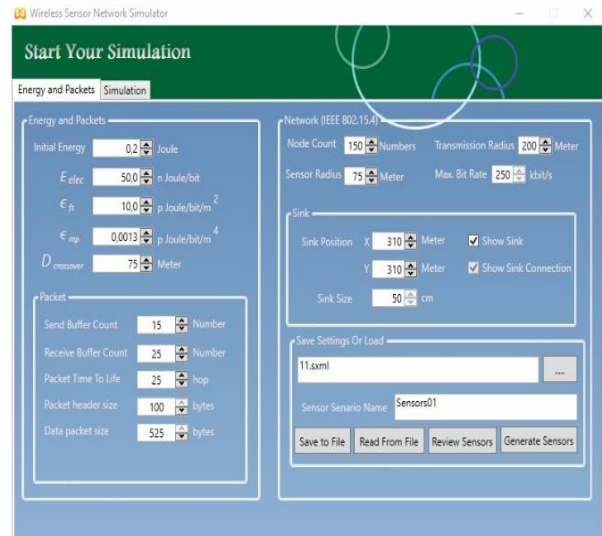 Wireless Sensor Network Simulator
Start Your Simulation
Energy and Packets Simulation
Energy and Packets
Initial Energy 0,2 Joule
E elec 50,0 n Joule/bit
ϵ fs 10,0 p Joule/bit/m 2
ϵ mp 0,0013 p Joule/bit/m 4
D crossover 75 Meter
Packet
Send Buffer Count 15 Number
Receive Buffer Count 25 Number
Packet Time To Life 25 hop
Packet header size 100 bytes
Data packet size 525 bytes
Network (IEEE 802.15.4)
Node Count 150 Numbers Transmission Radius 200 Meter
Sensor Radius 75 Meter Max. Bit Rate 250 kbit/s
Sink
Sink Position X 310 Meter Show Sink
Y 310 Meter Show Sink Connection
Sink Size 50 cm
Save Settings Or Load
11.sxml ...
Sensor Senario Name Sensors01
Save to File Read From File Review Sensors Generate Sensors